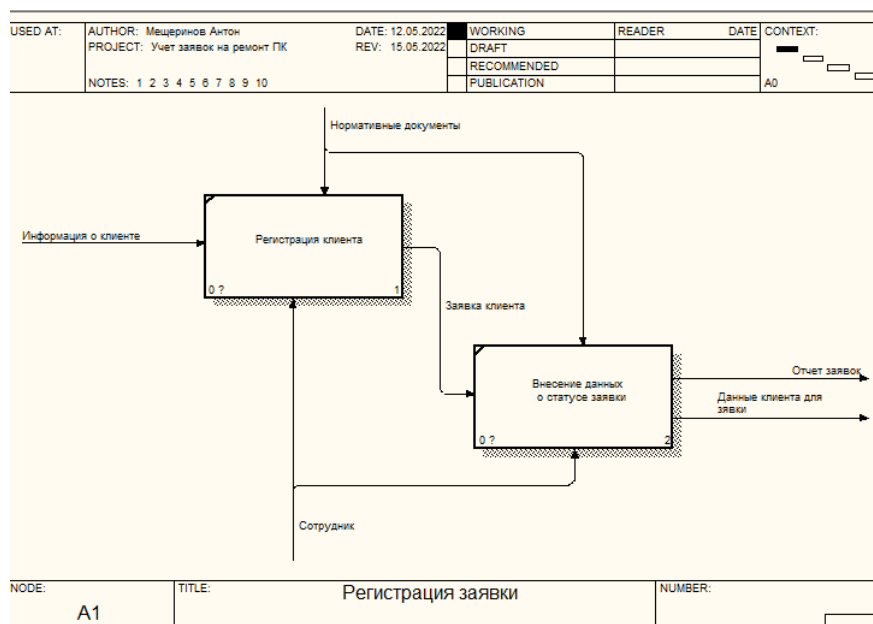 USED AT:
AUTHOR: Мещеринов Антон
DATE: 12.05.2022
WORKING
READER
DATE
CONTEXT:
PROJECT: Учет заявок на ремонт ПК
REV: 15.05.2022
DRAFT
RECOMMENDED
NOTES: 1 2 3 4 5 6 7 8 9 10
PUBLICATION
A0
Нормативные документы
Информация о клиенте
Регистрация клиента
0 ?
1
Заявка клиента
Внесение данных
о статусе заявки
0 ?
2
Отчет заявок
Данные клиента для
зявки
Сотрудник
NODE:
TITLE:
Регистрация заявки
NUMBER:
A1